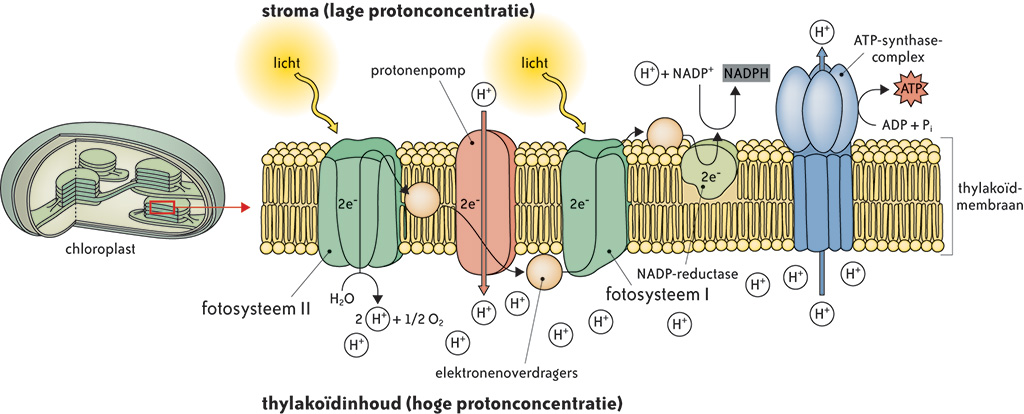 stroma (lage protonconcentratie)
licht
protonenpomp
H⁺
licht
H⁺ + NADP⁺
NADPH
H⁺
ATP-synthase-
complex
ATP
ADP + Pᵢ
thylakoïd-
membraan
chloroplast
2e⁻
2e⁻
2e⁻
2e⁻
fotosysteem II
H₂O
2 H⁺ + 1/2 O₂
H⁺
H⁺
H⁺
H⁺
H⁺
H⁺
H⁺
NADP-reductase
fotosysteem I
H⁺
H⁺
H⁺
H⁺
elektronenoverdragers
thylakoïdinhoud (hoge protonconcentratie)